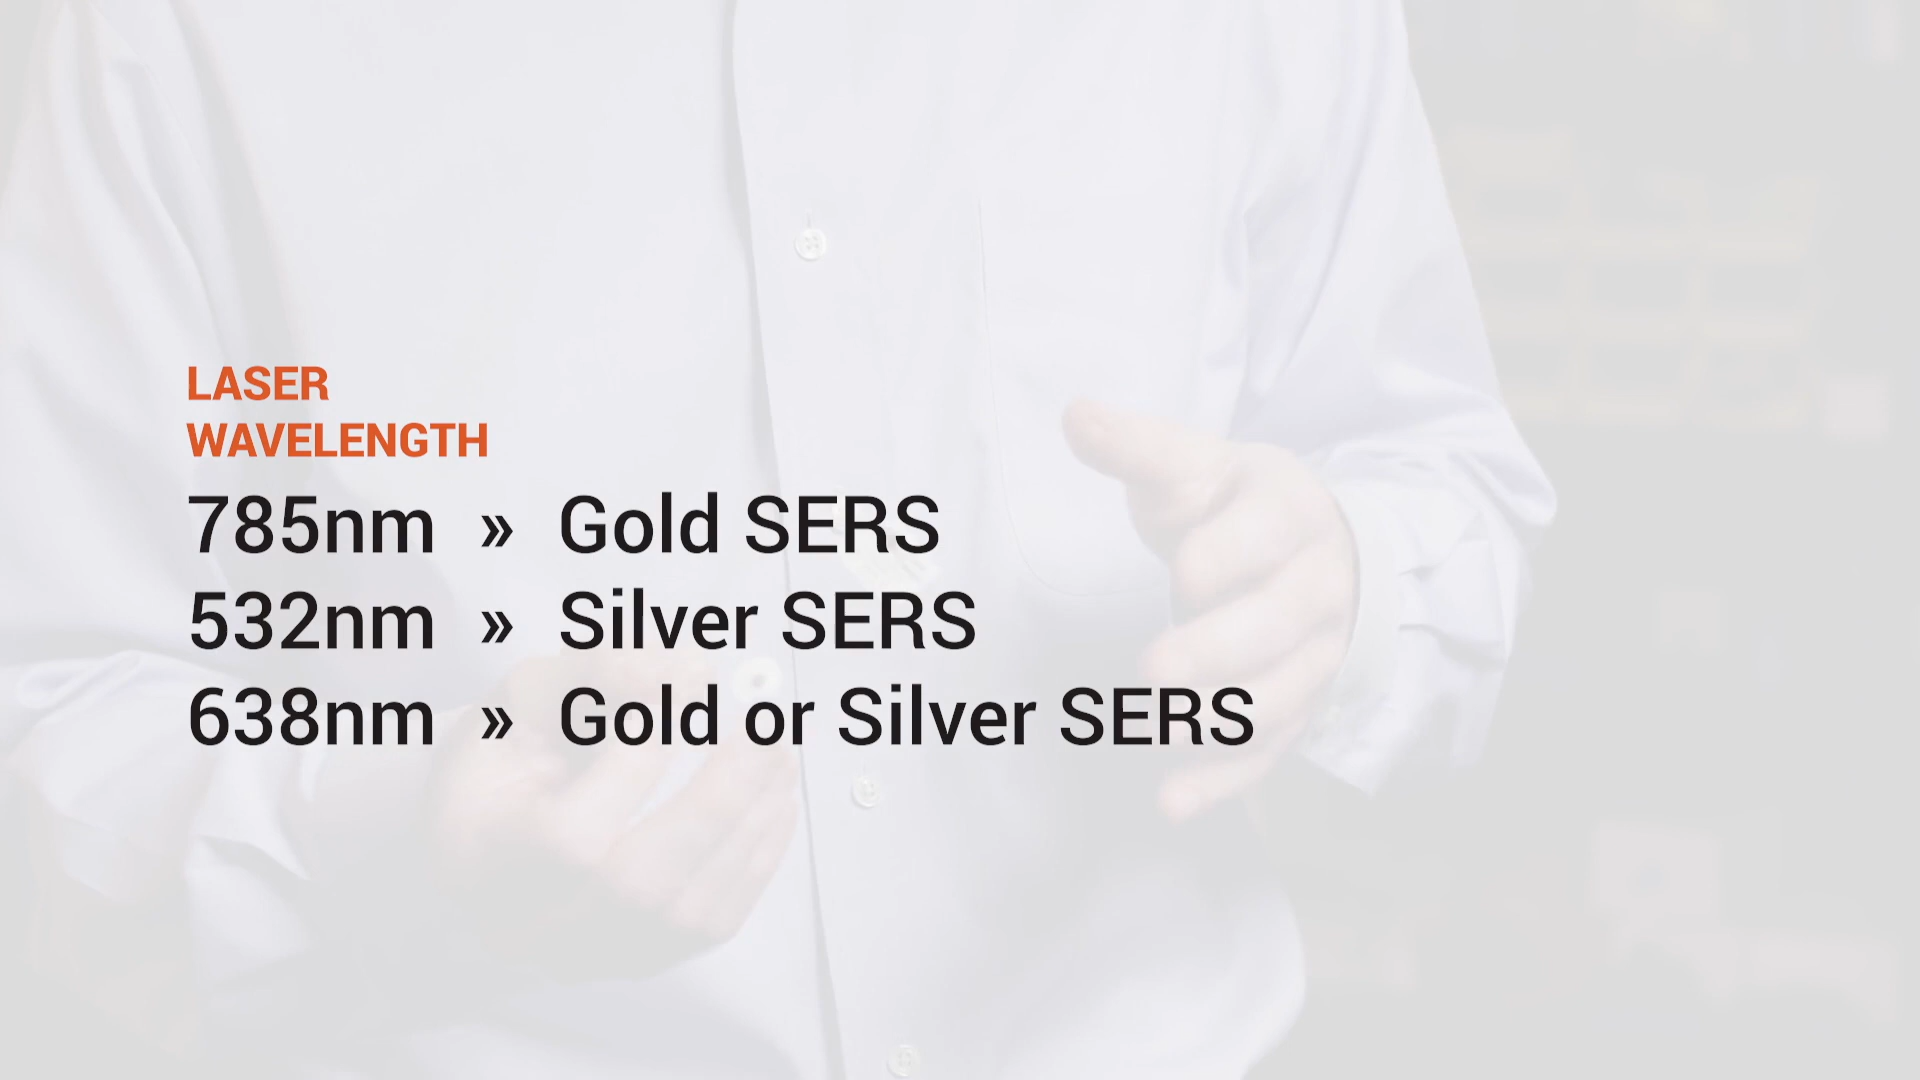 LASER
WAVELENGTH
785nm » Gold SERS
532nm » Silver SERS
638nm » Gold or Silver SERS